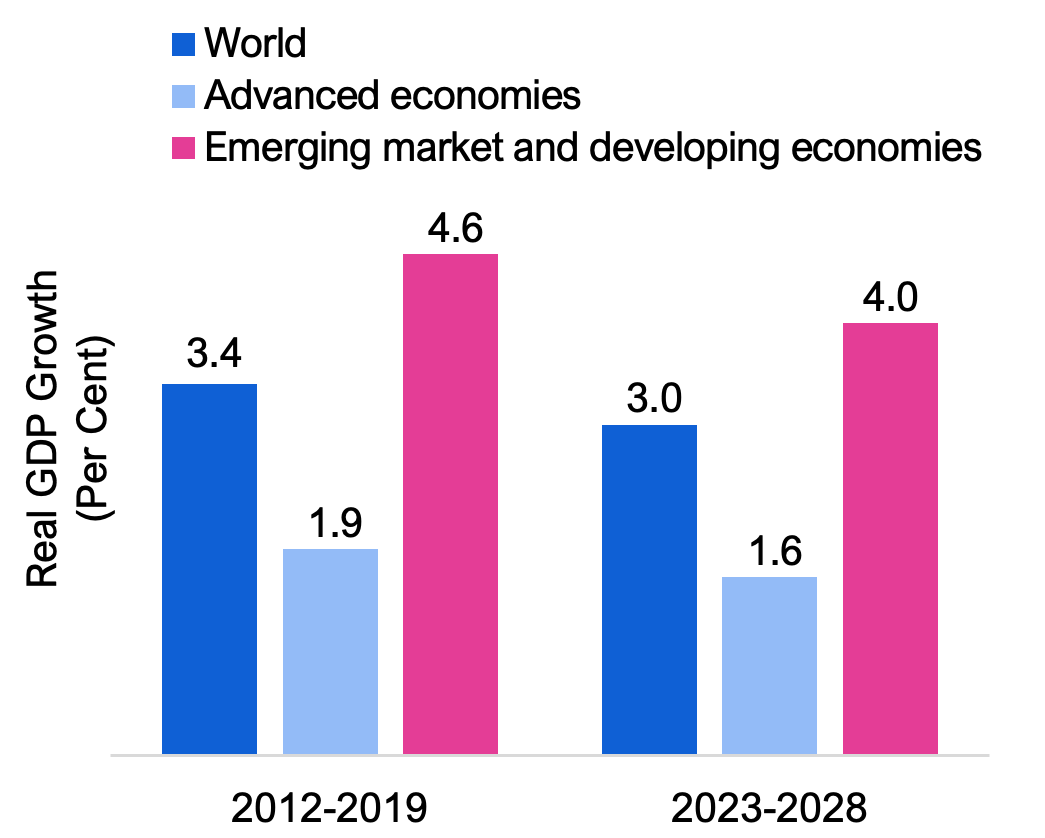 World
Advanced economies
Emerging market and developing economies
Real GDP Growth
(Per Cent)
3.4
1.9
4.6
3.0
1.6
4.0
2012-2019
2023-2028